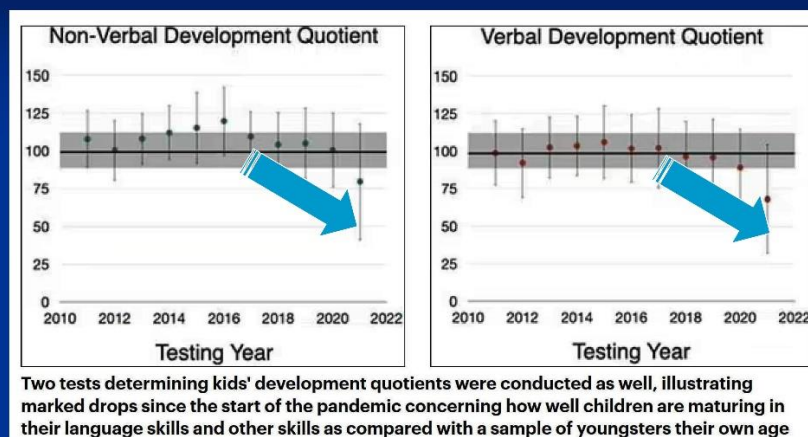 Non-Verbal Development Quotient
150
125
100
75
50
25
0
2010 2012 2014 2016 2018 2020 2022
Testing Year
Verbal Development Quotient
150
125
100
75
50
25
0
2010 2012 2014 2016 2018 2020 2022
Testing Year
Two tests determining kids' development quotients were conducted as well, illustrating
marked drops since the start of the pandemic concerning how well children are maturing in
their language skills and other skills as compared with a sample of youngsters their own age